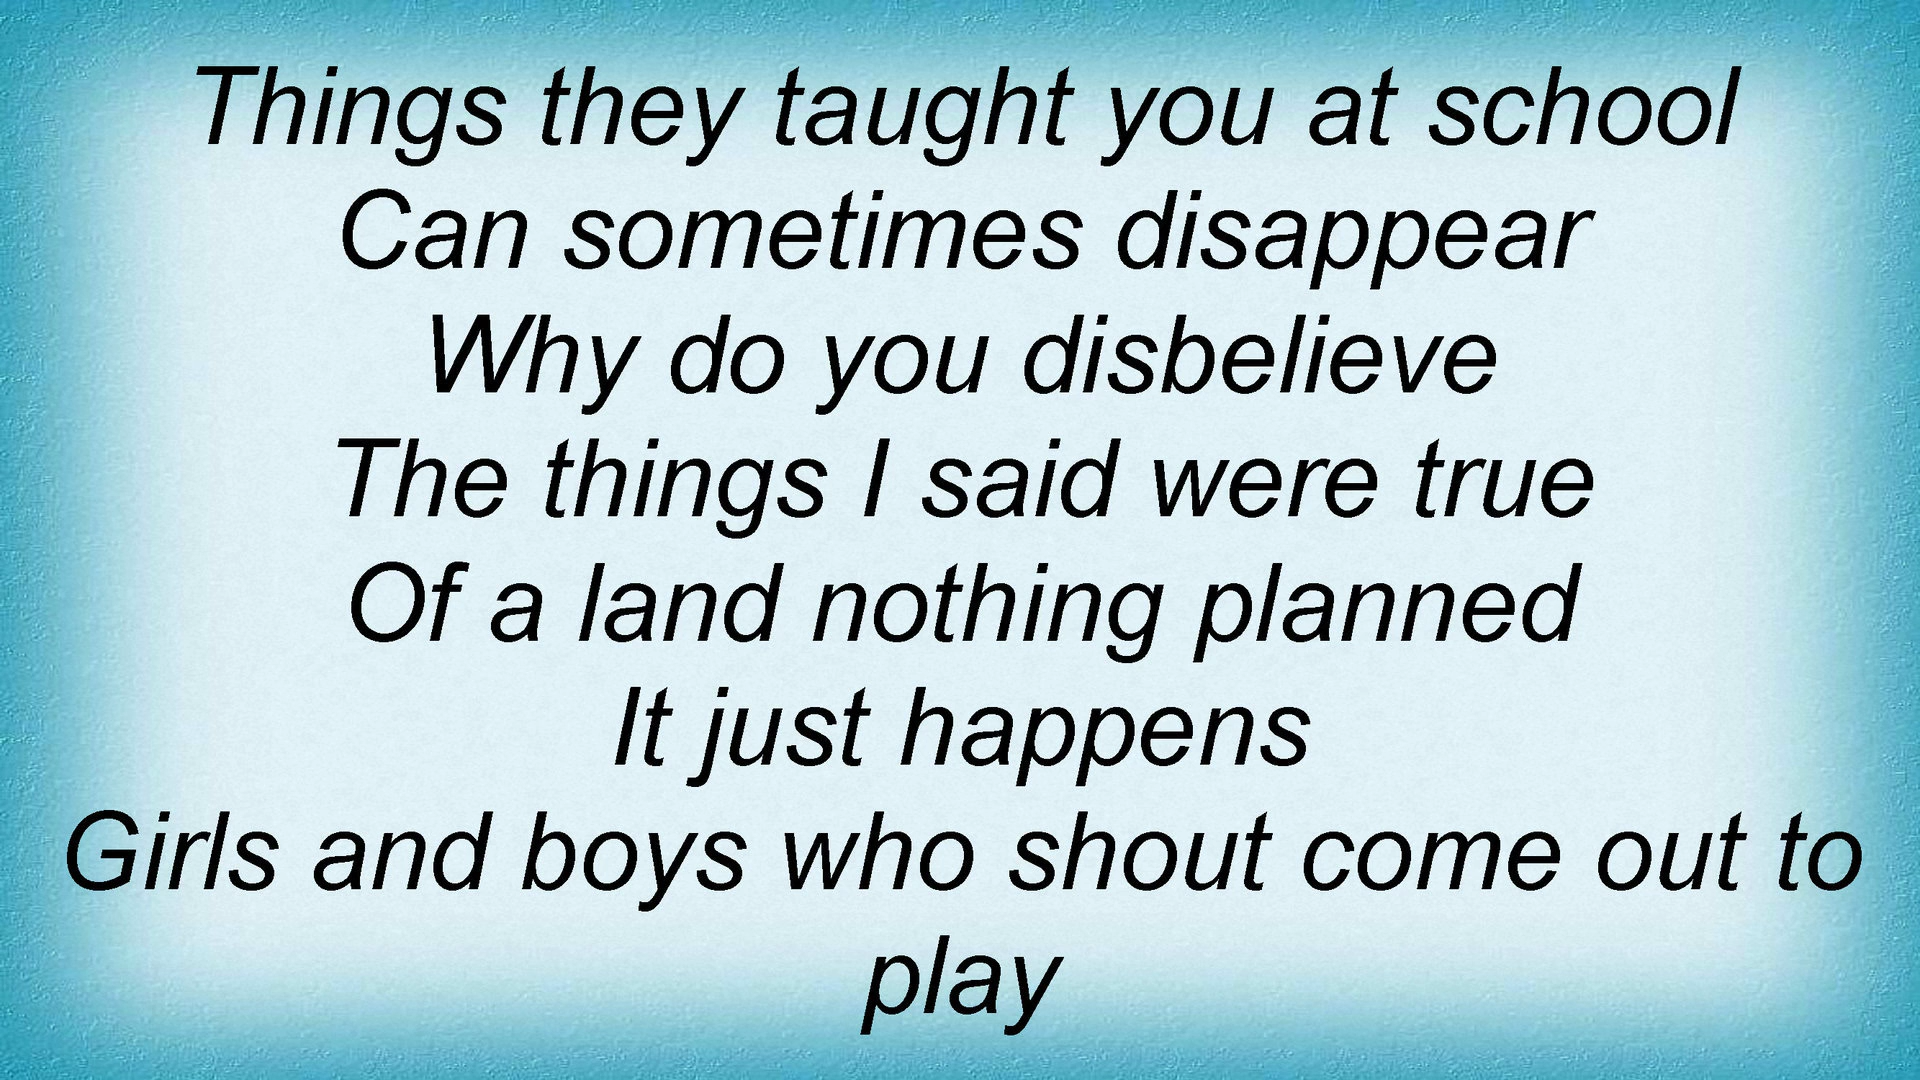 Things they taught you at school
Can sometimes disappear
Why do you disbelieve
The things I said were true
Of a land nothing planned
It just happens
Girls and boys who shout come out to
play